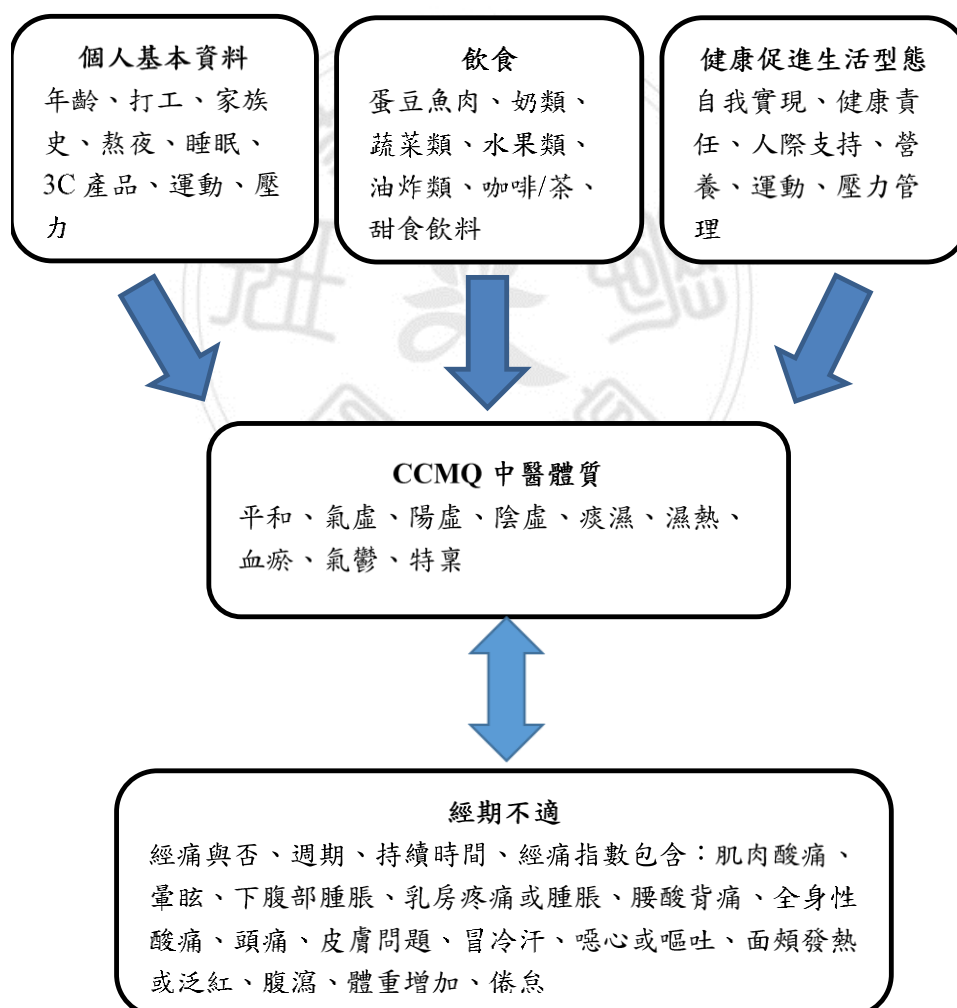 個人基本資料
年齡、打工、家族
史、熬夜、睡眠、
3C 產品、運動、壓
力
飲食
蛋豆魚肉、奶類、
蔬菜類、水果類、
油炸類、咖啡/茶、
甜食飲料
健康促進生活型態
自我實現、健康責
任、人際支持、營
養、運動、壓力管
理
CCMQ 中醫體質
平和、氣虛、陽虛、陰虛、痰濕、濕熱、
血瘀、氣鬱、特稟
經期不適
經痛與否、週期、持續時間、經痛指數包含：肌肉酸痛、
暈眩、下腹部腫脹、乳房疼痛或腫脹、腰酸背痛、全身性
酸痛、頭痛、皮膚問題、冒冷汗、噁心或嘔吐、面頰發熱
或泛紅、腹瀉、體重增加、倦怠